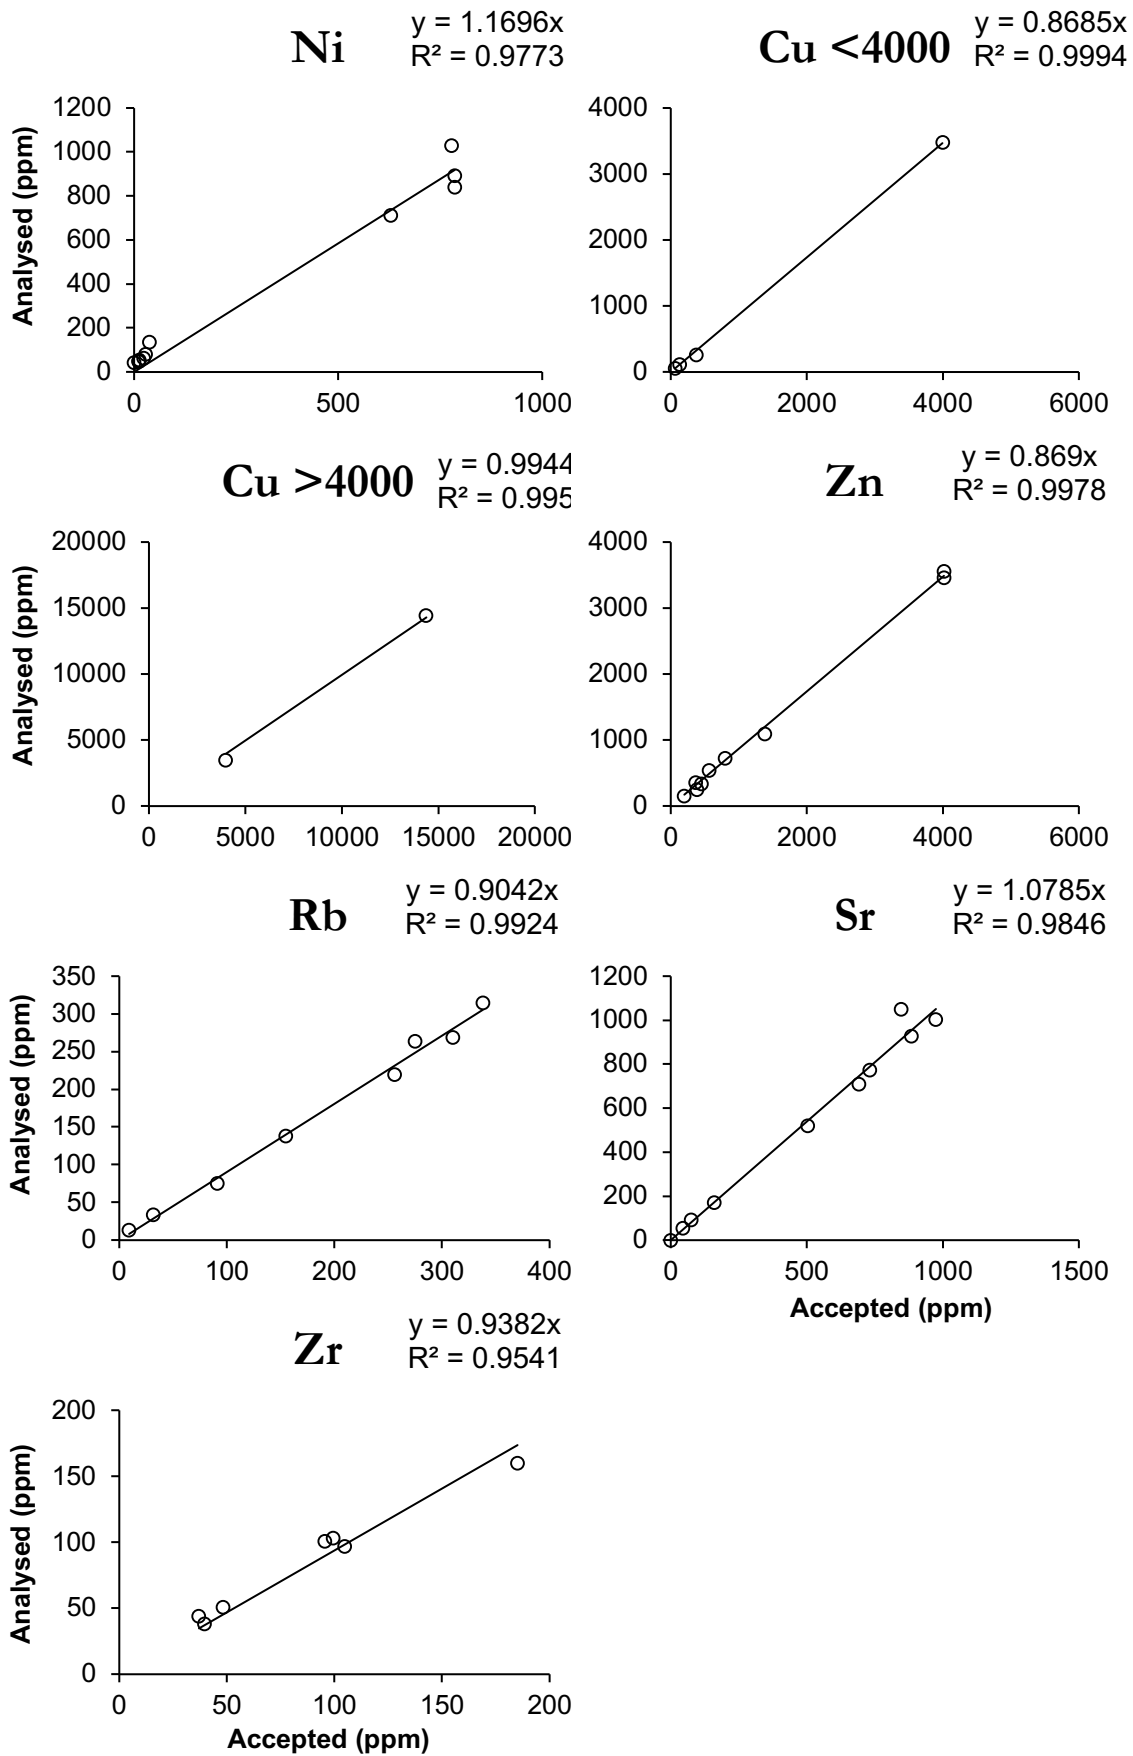 Ni
y = 1.1696x
R² = 0.9773
Analysed (ppm)
1200
1000
800
600
400
200
0
0 500 1000
Cu <4000
y = 0.8685x
R² = 0.9994
4000
3000
2000
1000
0
0 2000 4000 6000
Cu >4000
y = 0.9944
R² = 0.995
Analysed (ppm)
20000
15000
10000
5000
0
0 5000 10000 15000 20000
Zn
y = 0.869x
R² = 0.9978
4000
3000
2000
1000
0
0 2000 4000 6000
Rb
y = 0.9042x
R² = 0.9924
Analysed (ppm)
350
300
250
200
150
100
50
0
0 100 200 300 400
Sr
y = 1.0785x
R² = 0.9846
1200
1000
800
600
400
200
0
0 500 1000 1500
Accepted (ppm)
Zr
y = 0.9382x
R² = 0.9541
Analysed (ppm)
200
150
100
50
0
0 50 100 150 200
Accepted (ppm)